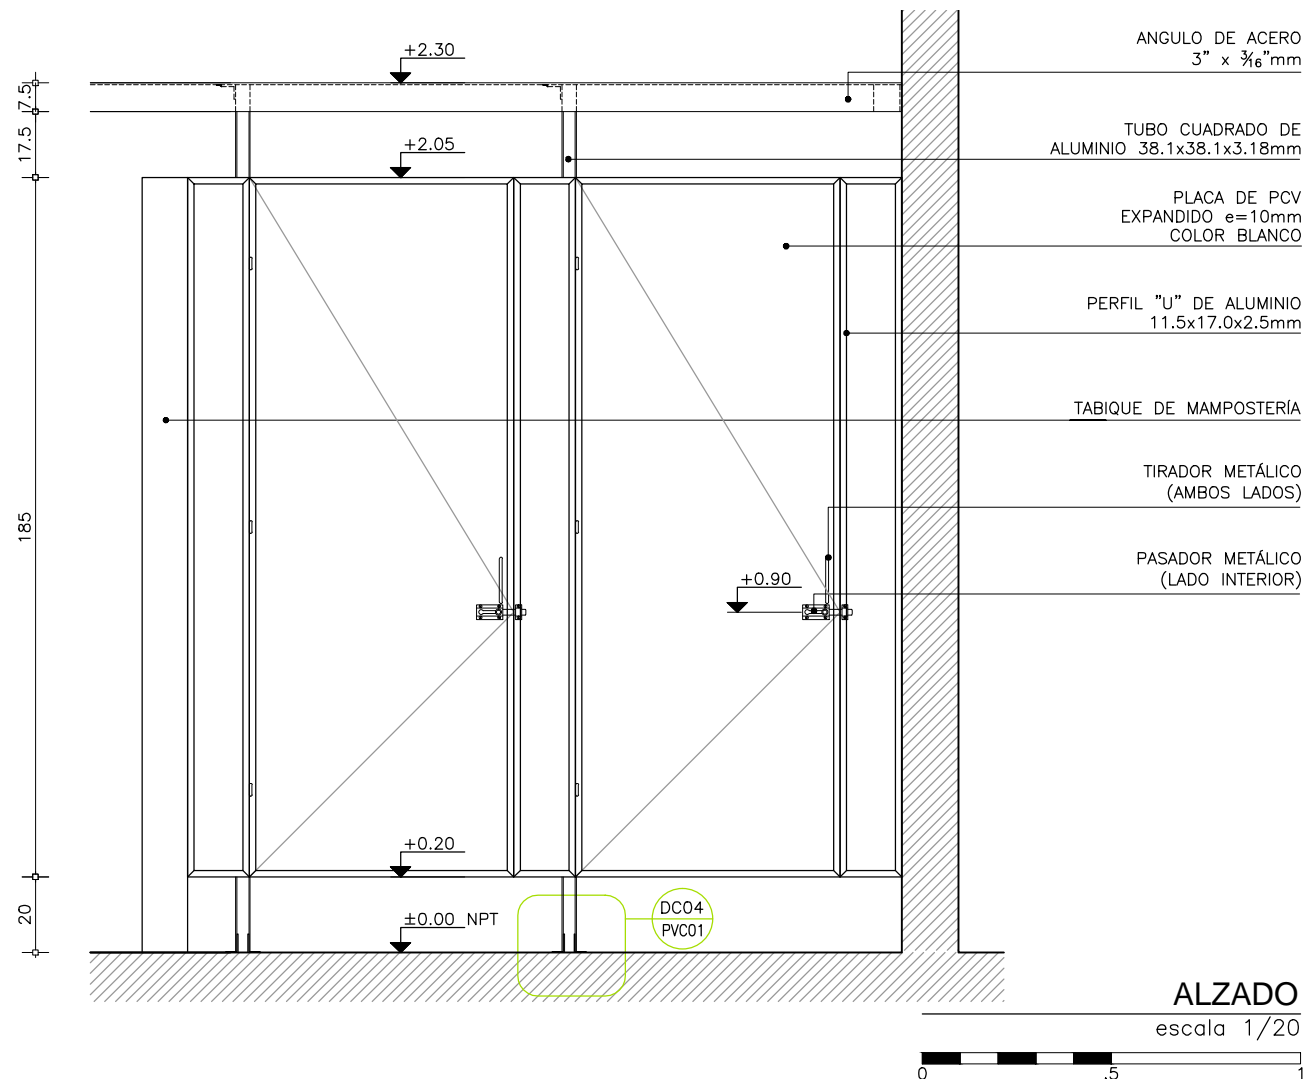 +2.30
ANGULO DE ACERO
3" x 3/16"mm
7.5
17.5
+2.05
TUBO CUADRADO DE
ALUMINIO 38.1x38.1x3.18mm
PLACA DE PCV
EXPANDIDO e=10mm
COLOR BLANCO
PERFIL "U" DE ALUMINIO
11.5x17.0x2.5mm
TABIQUE DE MAMPOSTERÍA
TIRADOR METÁLICO
(AMBOS LADOS)
185
PASADOR METÁLICO
(LADO INTERIOR)
+0.90
+0.20
20
±0.00 NPT
DC04
PVC01
ALZADO
escala 1/20
0 .5 1